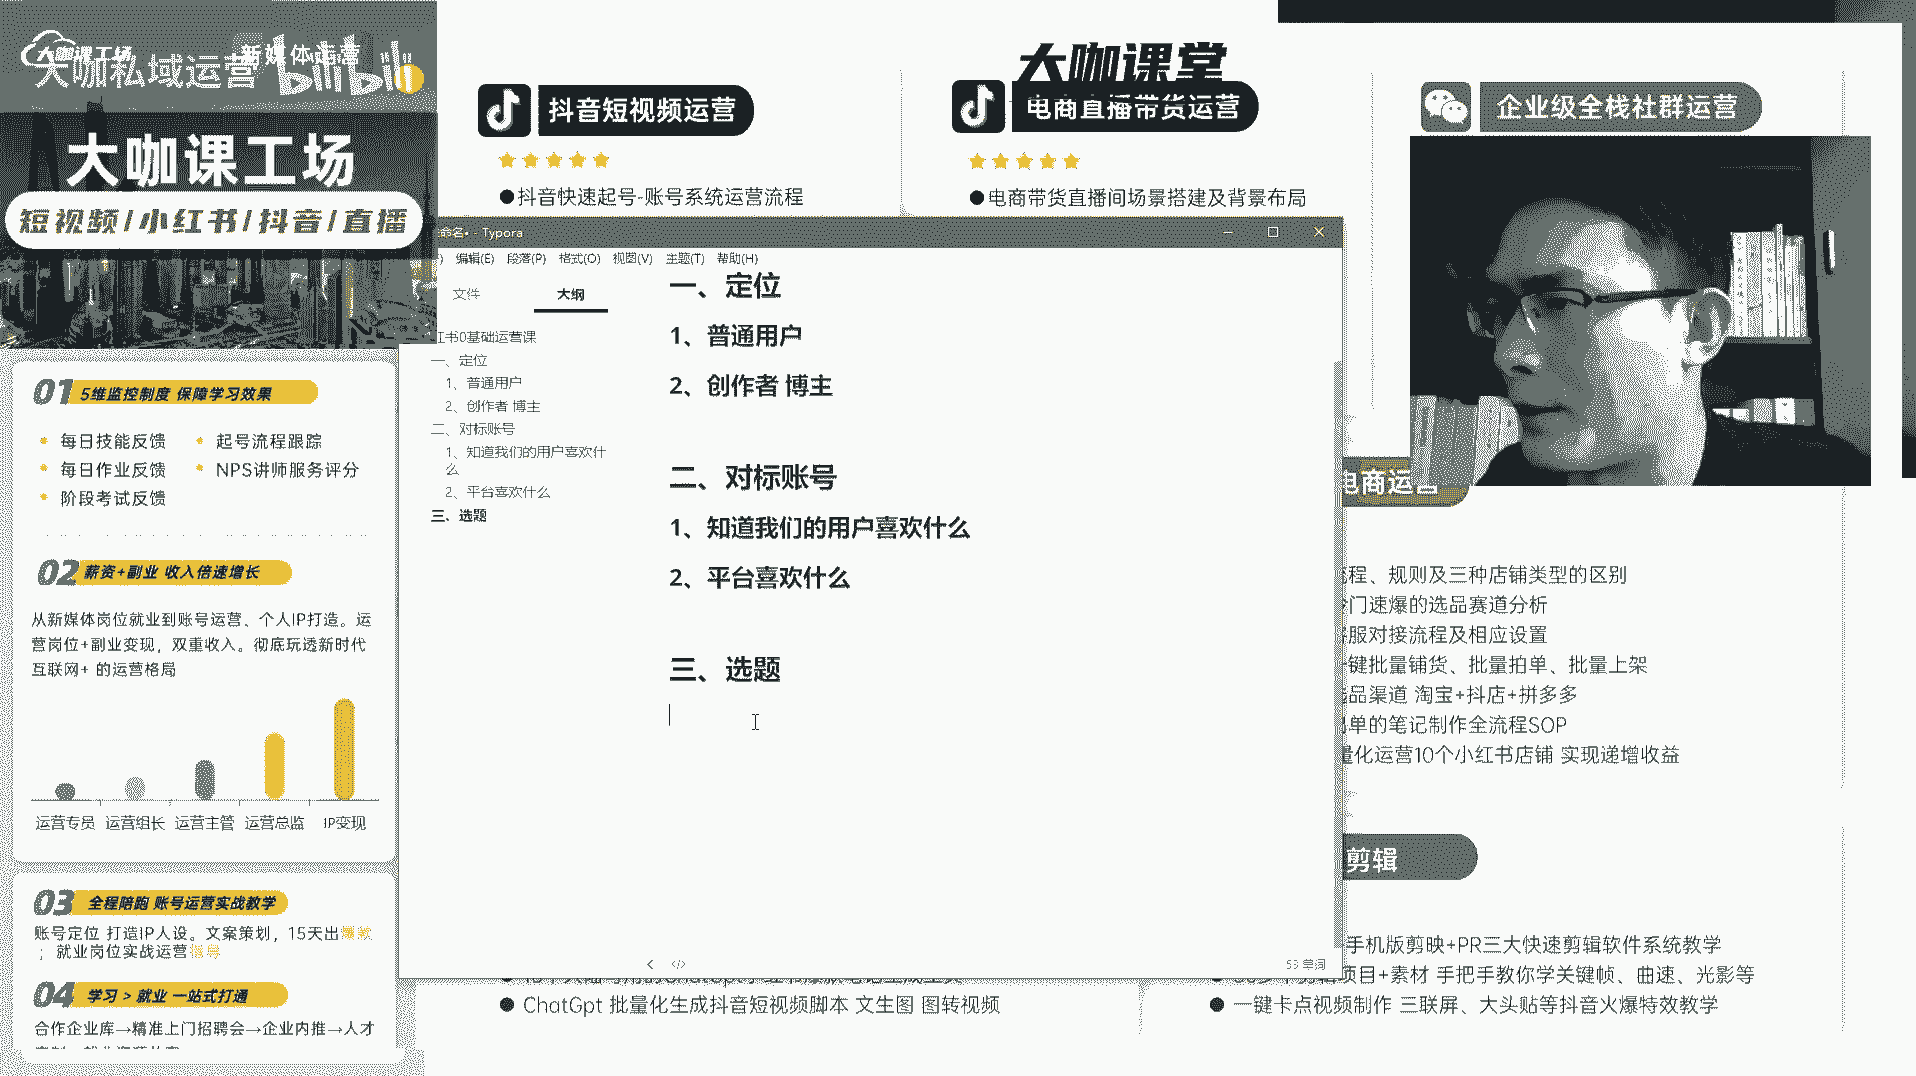 大咖课工场
新媒体运营
大咖私域运营
bilibili
大咖课工场
短视频/小红书/抖音/直播
01 5维监控制度 保障学习效果
每日技能反馈
起号流程跟踪
每日作业反馈
NPS讲师服务评分
阶段考试反馈
02 薪资+副业 收入倍速增长
从新媒体岗位就业到账号运营、个人IP打造。运
营岗位+副业变现，双重收入。彻底玩透新时代
互联网+ 的运营格局
运营专员 运营组长 运营主管 运营总监 IP变现
03 全程陪跑 账号运营实战教学
账号定位 打造IP人设。文案策划，15天出爆款
；就业岗位实战运营指导
04 学习 > 就业 一站式打通
合作企业库→精准上门招聘会→企业内推→人才
大咖课堂
抖音短视频运营
●抖音快速起号-账号系统运营流程
电商直播带货运营
●电商带货直播间场景搭建及背景布局
企业级全栈社群运营
命名• - Typora
编辑(E) 段落(P) 格式(O) 视图(V) 主题(T) 帮助(H)
文件 大纲
书0基础运营课
一、定位
1、普通用户
2、创作者 博主
二、对标账号
1、知道我们的用户喜欢什
么
2、平台喜欢什么
三、选题
一、定位
1、普通用户
2、创作者 博主
二、对标账号
1、知道我们的用户喜欢什么
2、平台喜欢什么
三、选题
53 单词
电商运营
程、规则及三种店铺类型的区别
门速爆的选品赛道分析
服对接流程及相应设置
键批量铺货、批量拍单、批量上架
品渠道 淘宝+抖店+拼多多
单的笔记制作全流程SOP
量化运营10个小红书店铺 实现递增收益
剪辑
手机版剪映+PR三大快速剪辑软件系统教学
项目+素材 手把手教你学关键帧、曲速、光影等
● 一键卡点视频制作 三联屏、大头贴等抖音火爆特效教学
● ChatGpt 批量化生成抖音短视频脚本 文生图 图转视频